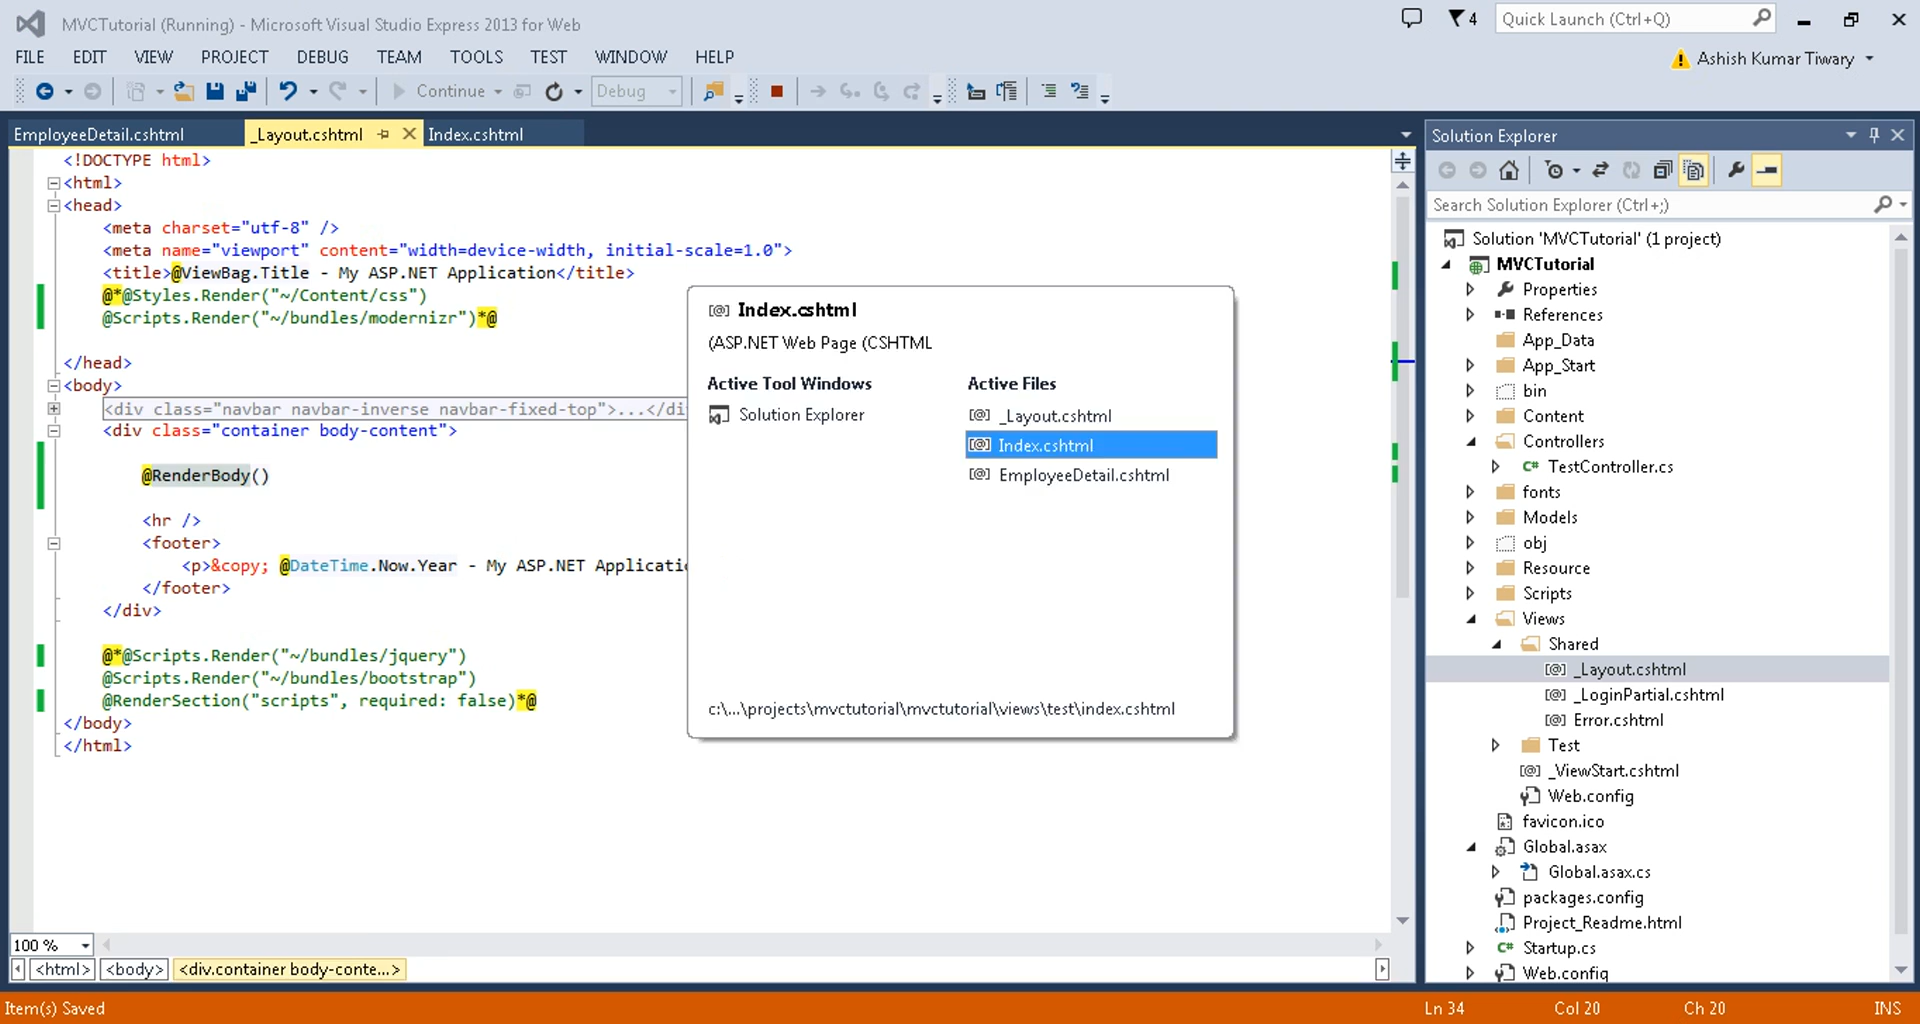 MVCTutorial (Running) - Microsoft Visual Studio Express 2013 for Web
4
Quick Launch (Ctrl+Q)
FILE EDIT VIEW PROJECT DEBUG TEAM TOOLS TEST WINDOW HELP
Ashish Kumar Tiwary
Continue
Debug
EmployeeDetail.cshtml
_Layout.cshtml
Index.cshtml
<!DOCTYPE html>
<html>
<head>
<meta charset="utf-8" />
<meta name="viewport" content="width=device-width, initial-scale=1.0">
<title>@ViewBag.Title - My ASP.NET Application</title>
@*@Styles.Render("~/Content/css")
@Scripts.Render("~/bundles/modernizr")*@
</head>
<body>
<div class="navbar navbar-inverse navbar-fixed-top">...</di
<div class="container body-content">
@RenderBody()
<hr />
<footer>
<p>&copy; @DateTime.Now.Year - My ASP.NET Applicatio
</footer>
</div>
@*@Scripts.Render("~/bundles/jquery")
@Scripts.Render("~/bundles/bootstrap")
@RenderSection("scripts", required: false)*@
</body>
</html>
[@] Index.cshtml
(ASP.NET Web Page (CSHTML
Active Tool Windows
Solution Explorer
Active Files
[@] _Layout.cshtml
[@] Index.cshtml
[@] EmployeeDetail.cshtml
c:\...\projects\mvctutorial\mvctutorial\views\test\index.cshtml
100 %
<html> <body> <div.container body-conte...>
Solution Explorer
Search Solution Explorer (Ctrl+;)
Solution 'MVCTutorial' (1 project)
MVCTutorial
Properties
References
App_Data
App_Start
bin
Content
Controllers
C# TestController.cs
fonts
Models
obj
Resource
Scripts
Views
Shared
[@] _Layout.cshtml
[@] _LoginPartial.cshtml
[@] Error.cshtml
Test
[@] _ViewStart.cshtml
Web.config
favicon.ico
Global.asax
Global.asax.cs
packages.config
Project_Readme.html
C# Startup.cs
Web.config
Item(s) Saved
Ln 34
Col 20
Ch 20
INS